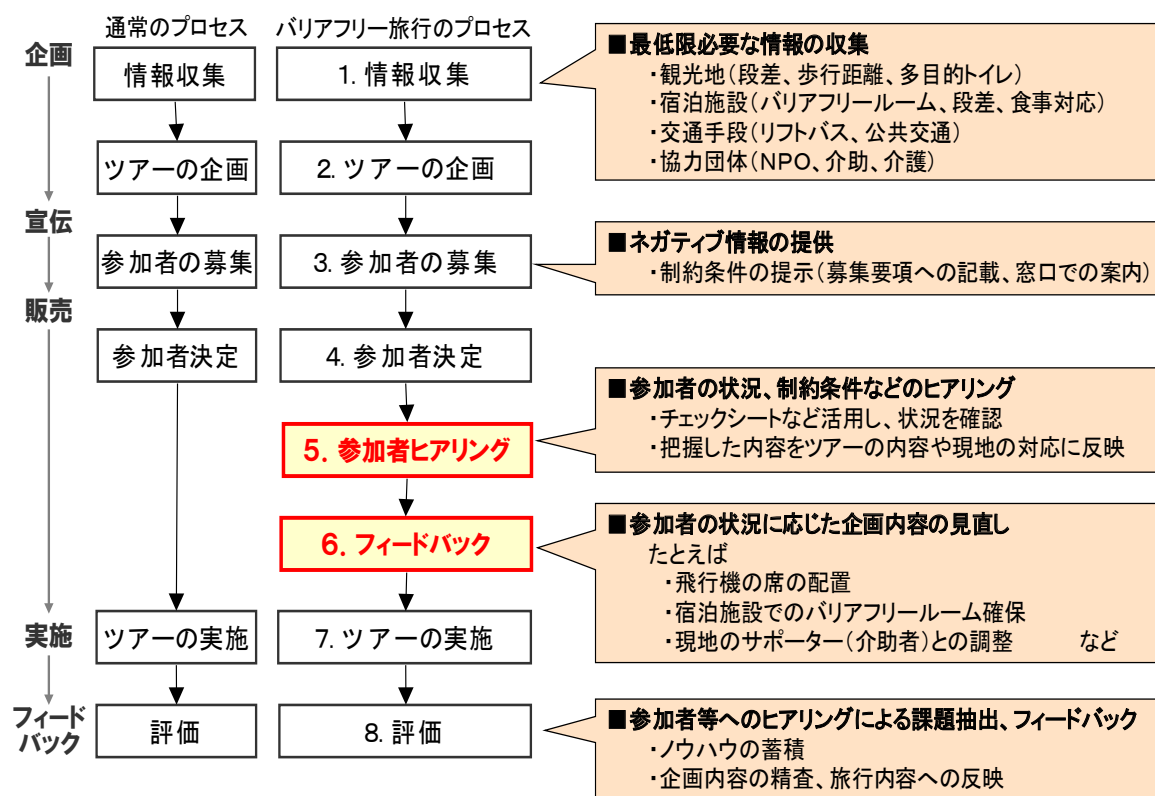 通常のプロセス
バリアフリー旅行のプロセス
企画
宣伝
販売
実施
フィード
バック
情報収集
ツアーの企画
参加者の募集
参加者決定
ツアーの実施
評価
1. 情報収集
2. ツアーの企画
3. 参加者の募集
4. 参加者決定
5. 参加者ヒアリング
6. フィードバック
7. ツアーの実施
8. 評価
■最低限必要な情報の収集
・観光地(段差、歩行距離、多目的トイレ)
・宿泊施設(バリアフリールーム、段差、食事対応)
・交通手段(リフトバス、公共交通)
・協力団体(NPO、介助、介護)
■ネガティブ情報の提供
・制約条件の提示(募集要項への記載、窓口での案内)
■参加者の状況、制約条件などのヒアリング
・チェックシートなど活用し、状況を確認
・把握した内容をツアーの内容や現地の対応に反映
■参加者の状況に応じた企画内容の見直し
たとえば
・飛行機の席の配置
・宿泊施設でのバリアフリールーム確保
・現地のサポーター(介助者)との調整 など
■参加者等へのヒアリングによる課題抽出、フィードバック
・ノウハウの蓄積
・企画内容の精査、旅行内容への反映